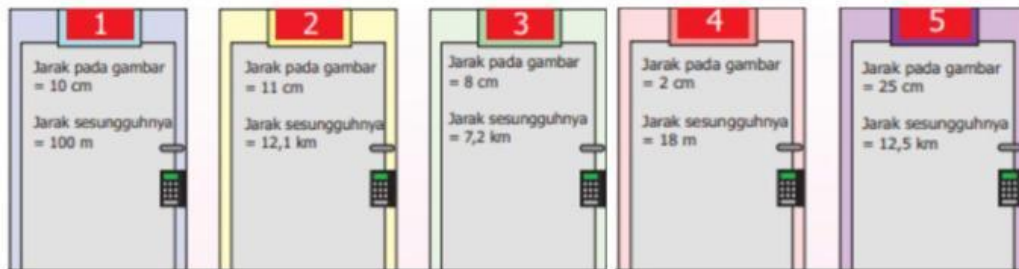 1
Jarak pada gambar
= 10 cm
Jarak sesungguhnya
= 100 m
2
Jarak pada gambar
= 11 cm
Jarak sesungguhnya
= 12,1 km
3
Jarak pada gambar
= 8 cm
Jarak sesungguhnya
= 7,2 km
4
Jarak pada gambar
= 2 cm
Jarak sesungguhnya
= 18 m
5
Jarak pada gambar
= 25 cm
Jarak sesungguhnya
= 12,5 km